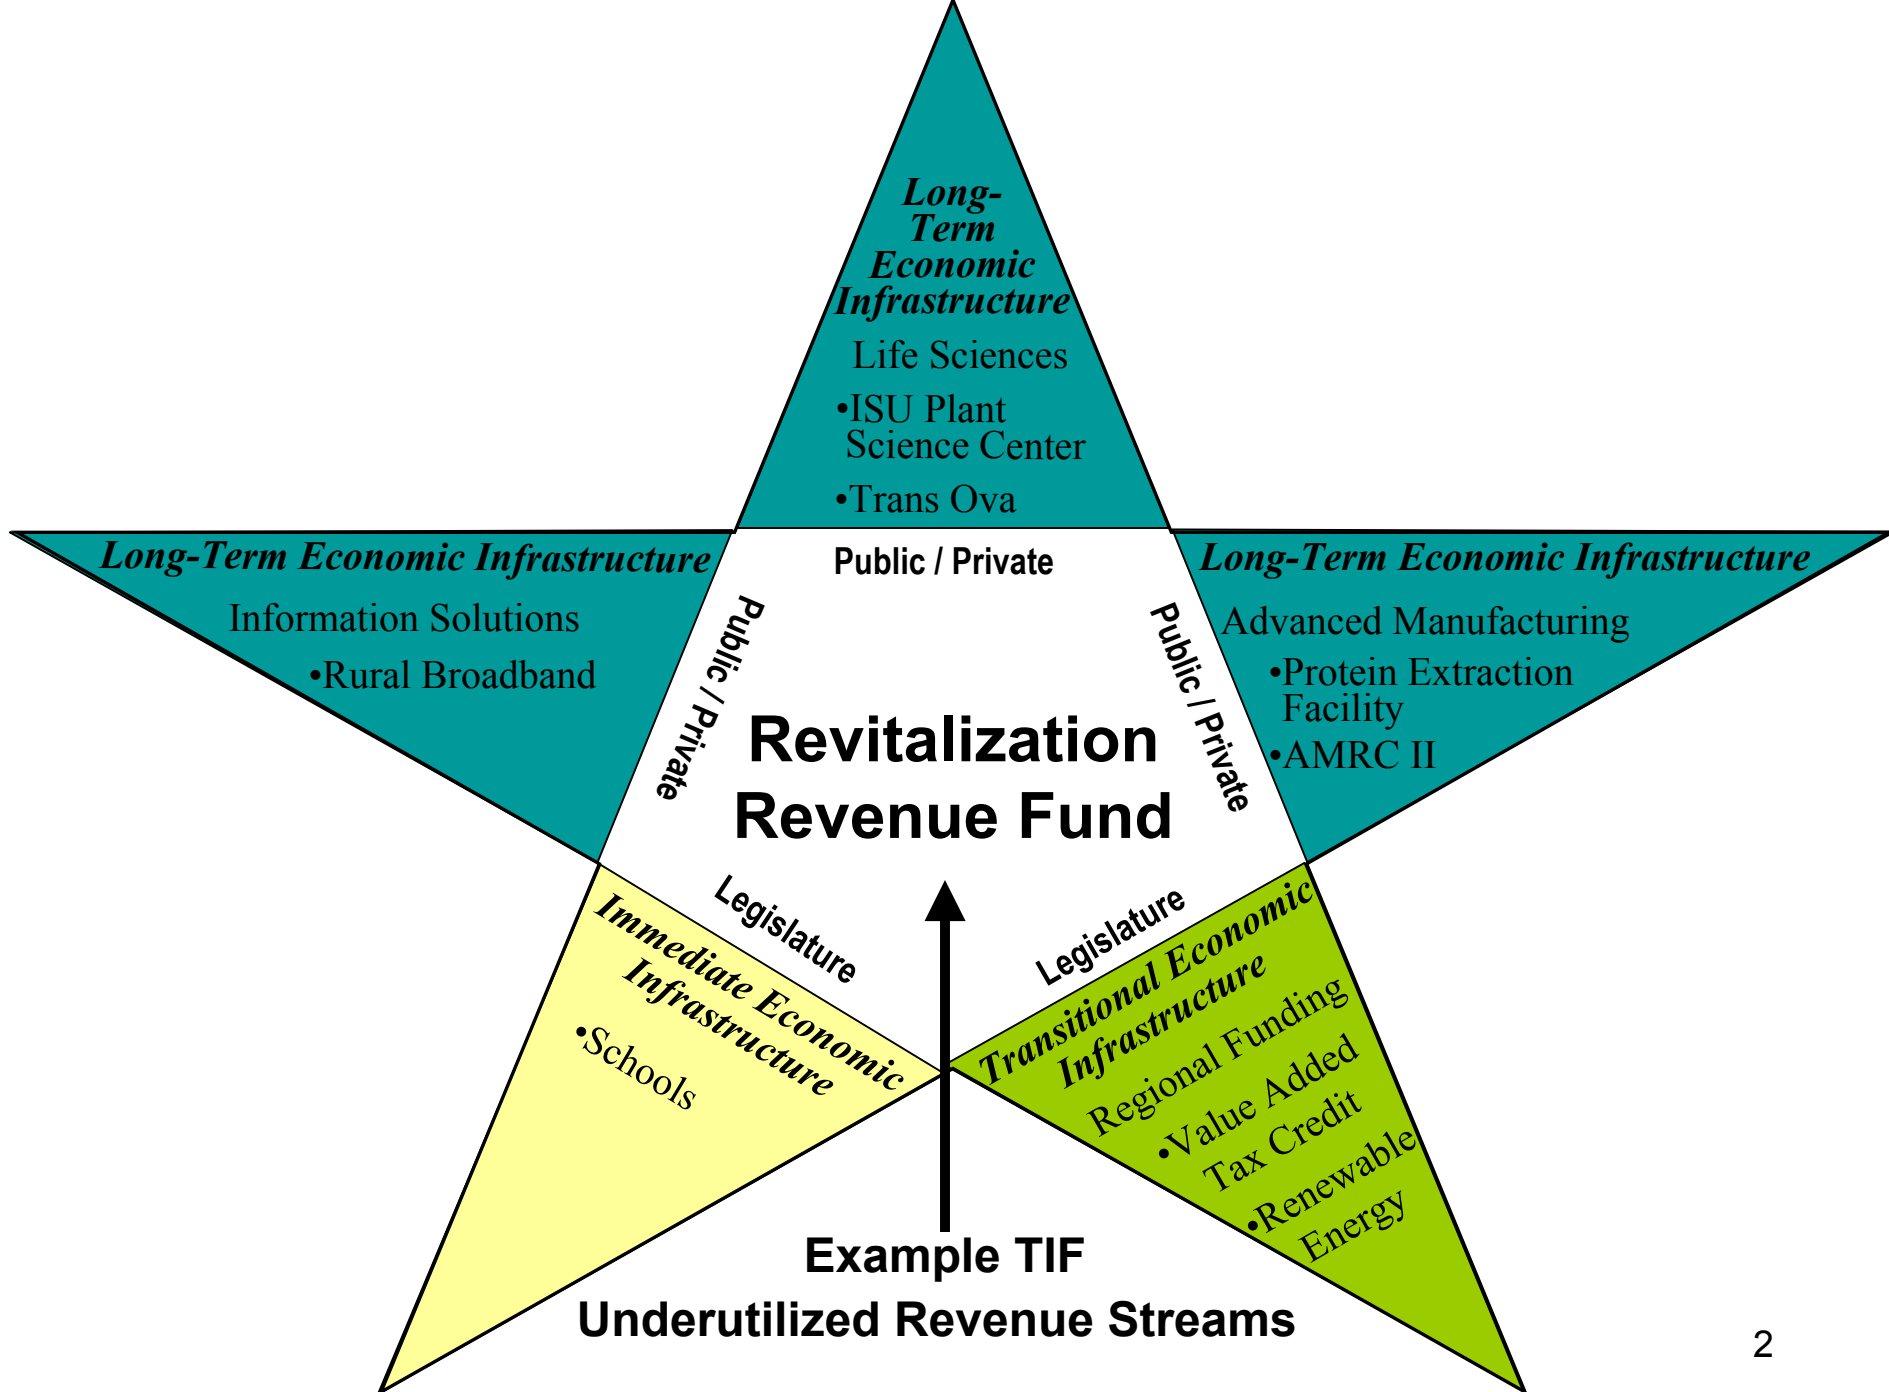 Long-
Term
Economic
Infrastructure
Life Sciences
•ISU Plant
Science Center
•Trans Ova
Long-Term Economic Infrastructure
Information Solutions
•Rural Broadband
Public / Private
Public / Private
Public / Private
Long-Term Economic Infrastructure
Advanced Manufacturing
•Protein Extraction
Facility
•AMRC II
Revitalization
Revenue Fund
Legislature
Legislature
Immediate Economic
Infrastructure
•Schools
Transitional Economic
Infrastructure
Regional Funding
•Value Added
Tax Credit
•Renewable
Energy
Example TIF
Underutilized Revenue Streams
2